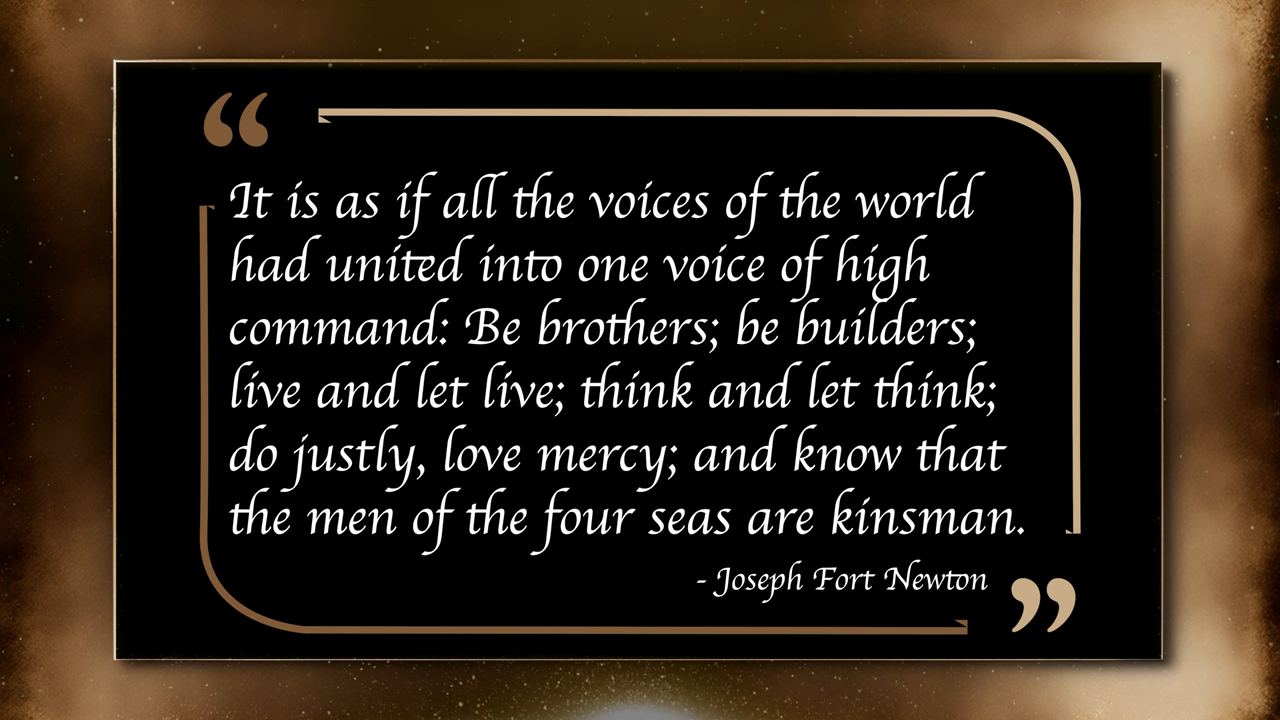 It is as if all the voices of the world
had united into one voice of high
command: Be brothers; be builders;
live and let live; think and let think;
do justly, love mercy; and know that
the men of the four seas are kinsman.
- Joseph Fort Newton